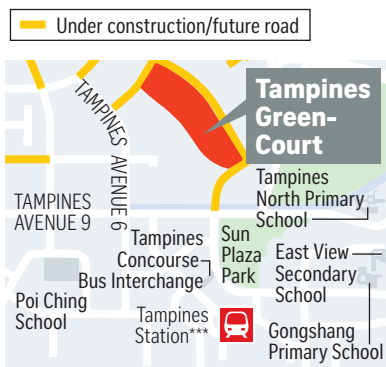 Under construction/future road
Tampines
Green-
Court
TAMPINES AVENUE 6
Tampines
North Primary
School
TAMPINES
AVENUE 9
Tampines
Concourse
Bus Interchange
Sun
Plaza
Park
East View
Secondary
School
Poi Ching
School
Tampines
Station***
Gongshang
Primary School